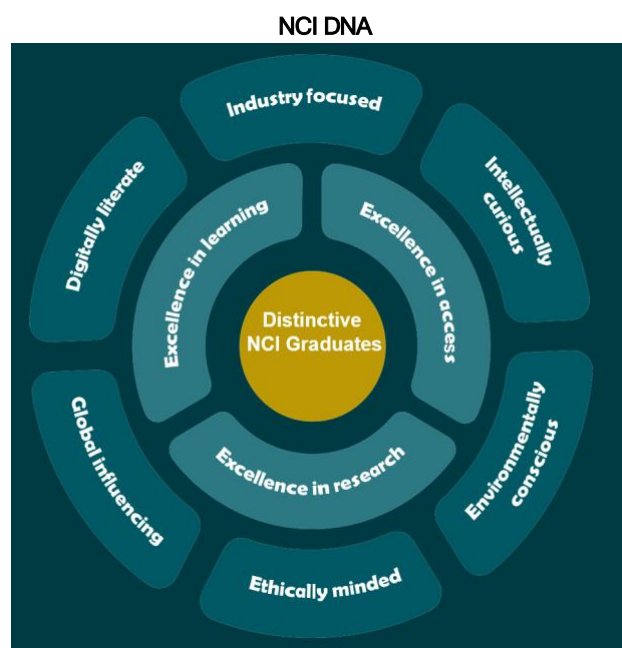 NCI DNA
Industry focused
Intellectually
curious
Environmentally
conscious
Ethically minded
Global influencing
Digitally literate
Excellence in learning
Excellence in access
Excellence in research
Distinctive
NCI Graduates